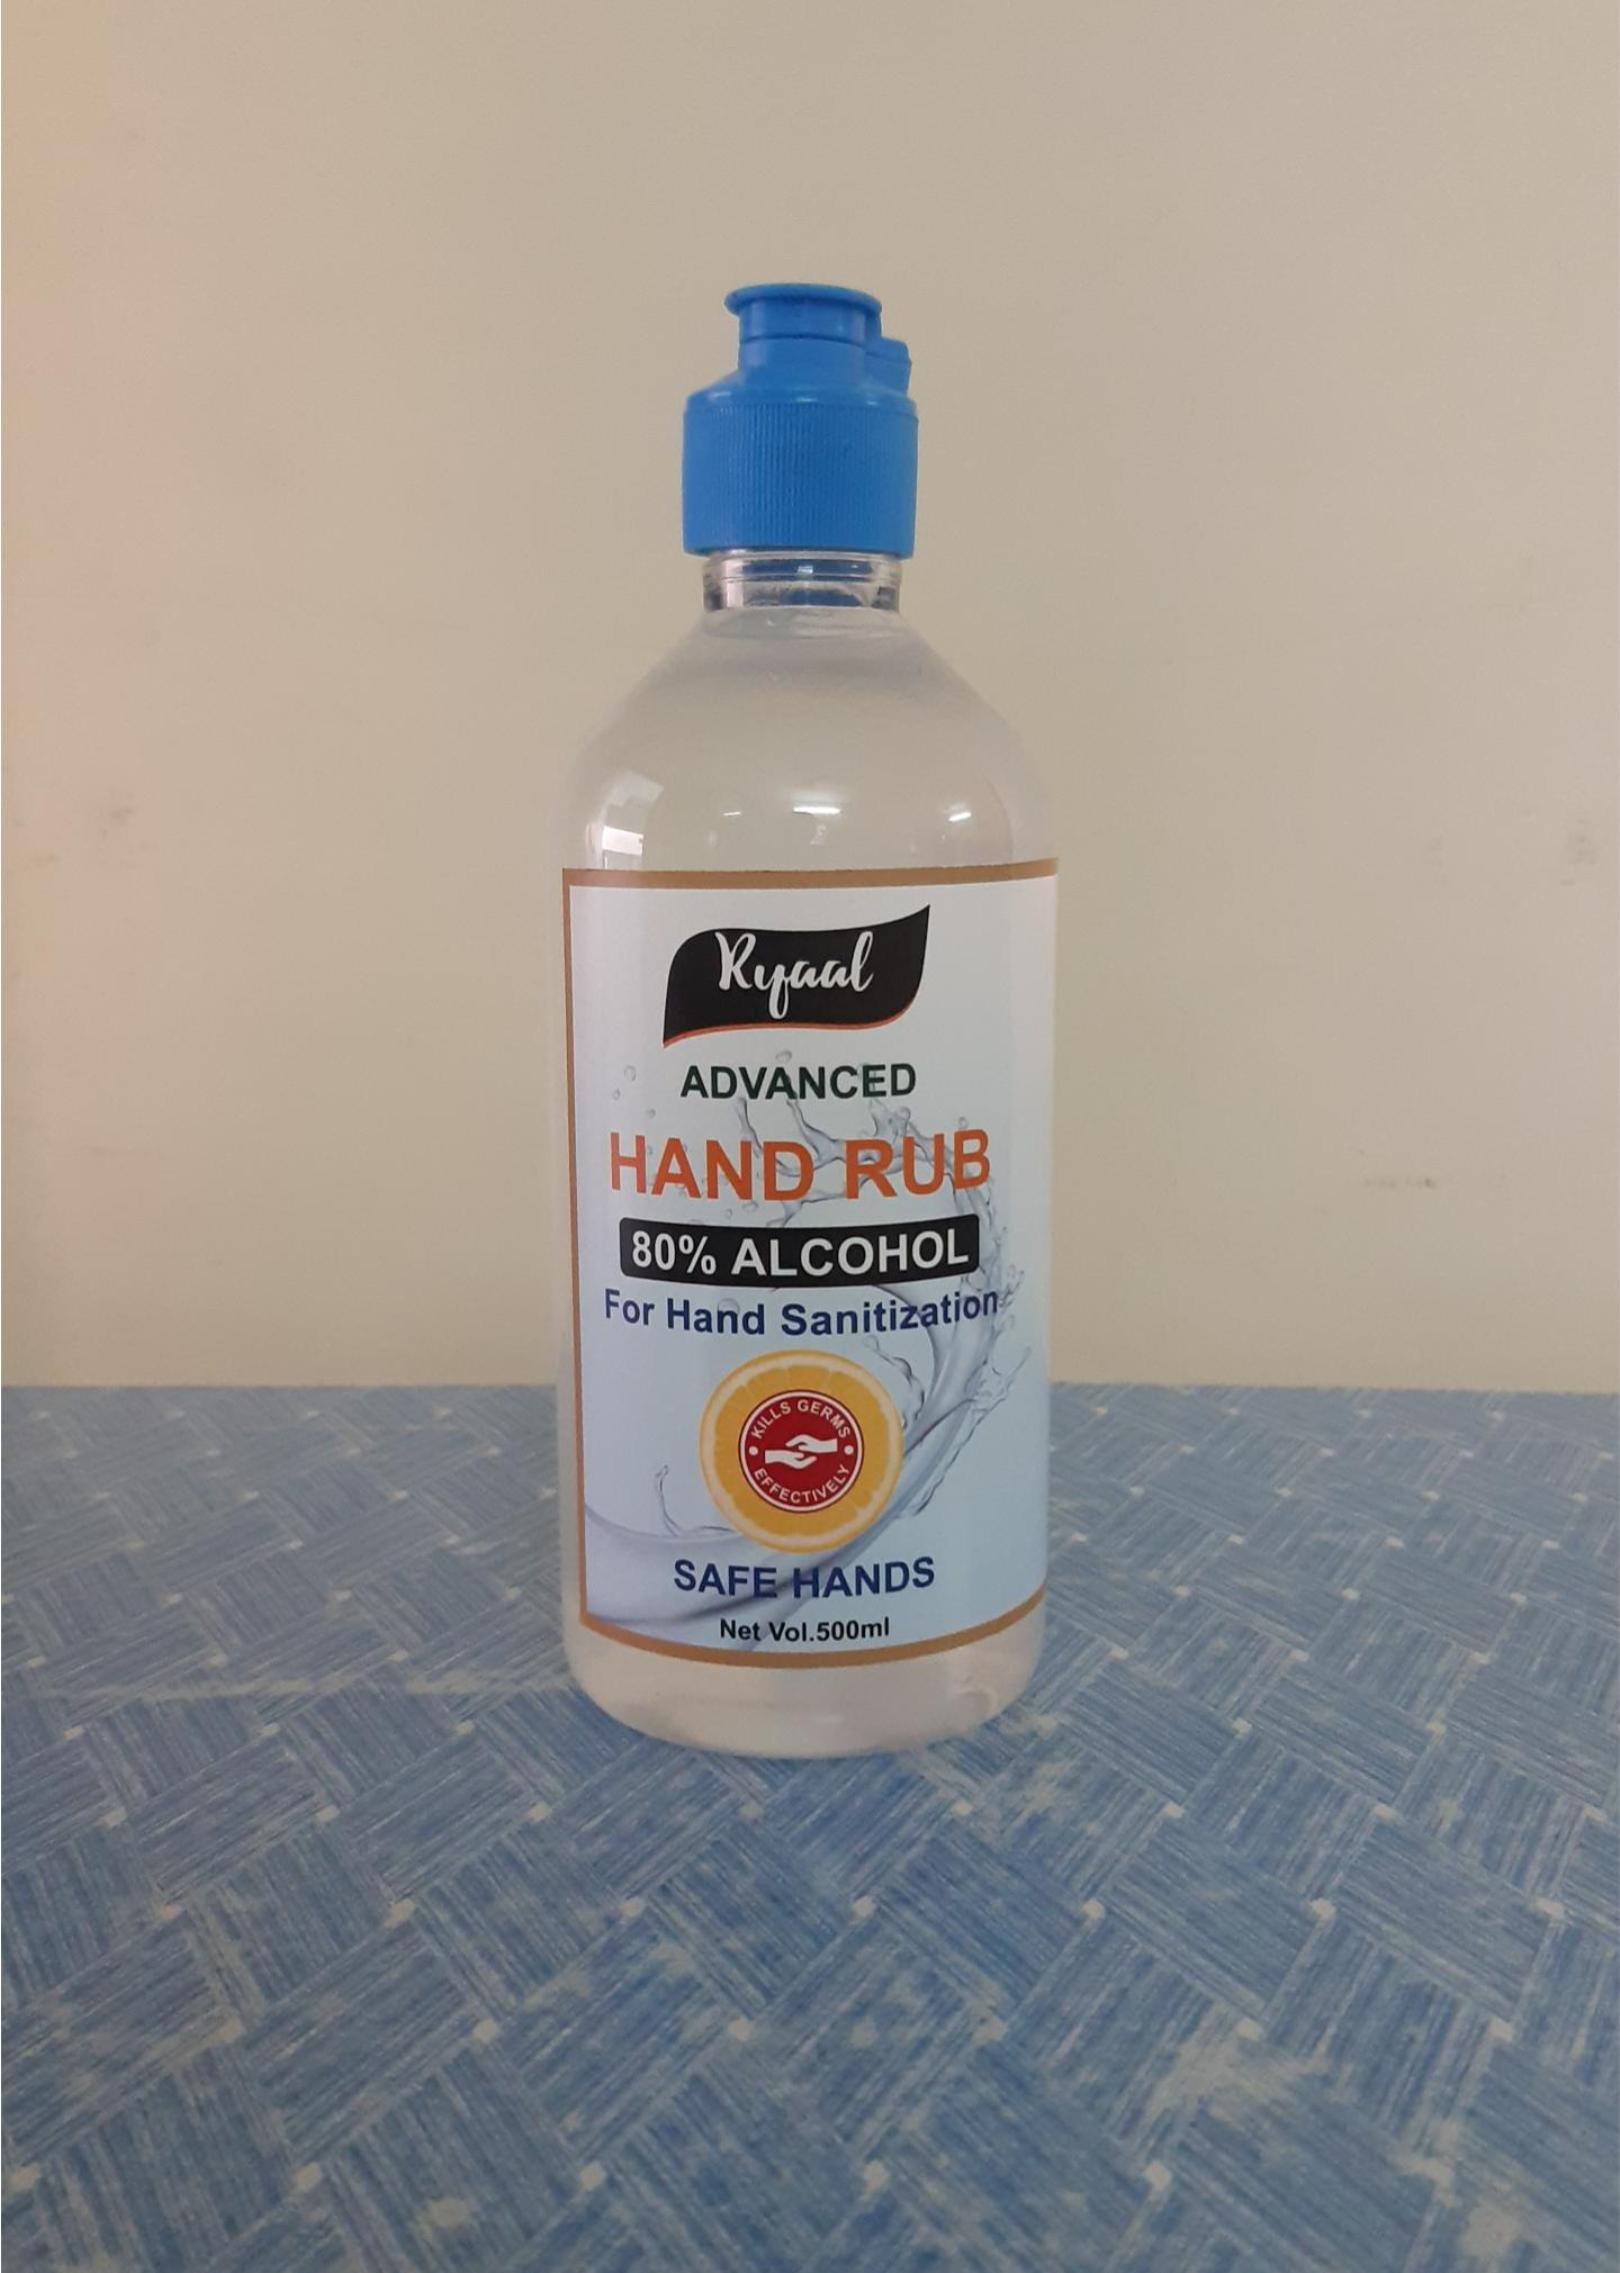 Ryaal
ADVANCED
HAND RUB
80% ALCOHOL
For Hand Sanitization
KILLS GERMS
EFFECTIVELY
SAFE HANDS
Net Vol.500ml